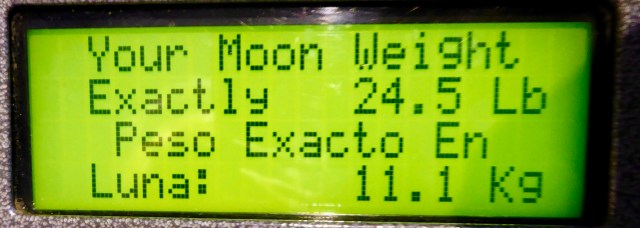 Your Moon Weight
Exactly 24.5 Lb
Peso Exacto En
Luna: 11.1 Kg